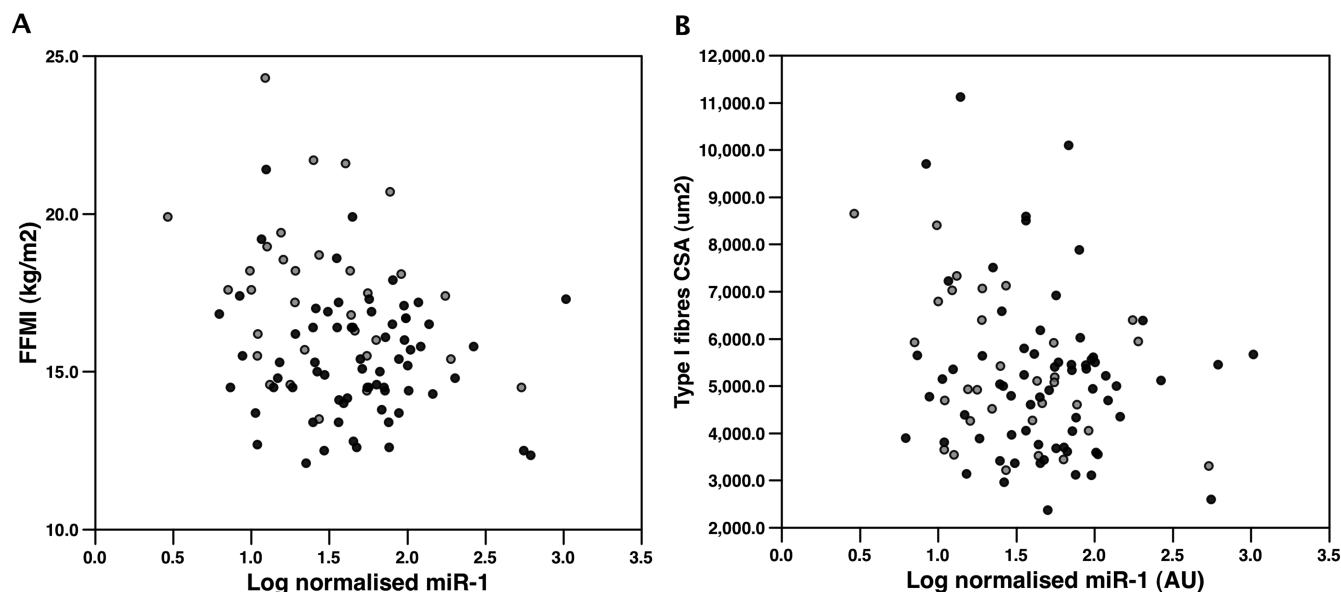 A
25.0
20.0
15.0
10.0
FFMI (kg/m2)
0.0 0.5 1.0 1.5 2.0 2.5 3.0 3.5
Log normalised miR-1
B
12,000.0
11,000.0
10,000.0
9,000.0
8,000.0
7,000.0
6,000.0
5,000.0
4,000.0
3,000.0
2,000.0
Type I fibres CSA (um2)
0.0 0.5 1.0 1.5 2.0 2.5 3.0 3.5
Log normalised miR-1 (AU)